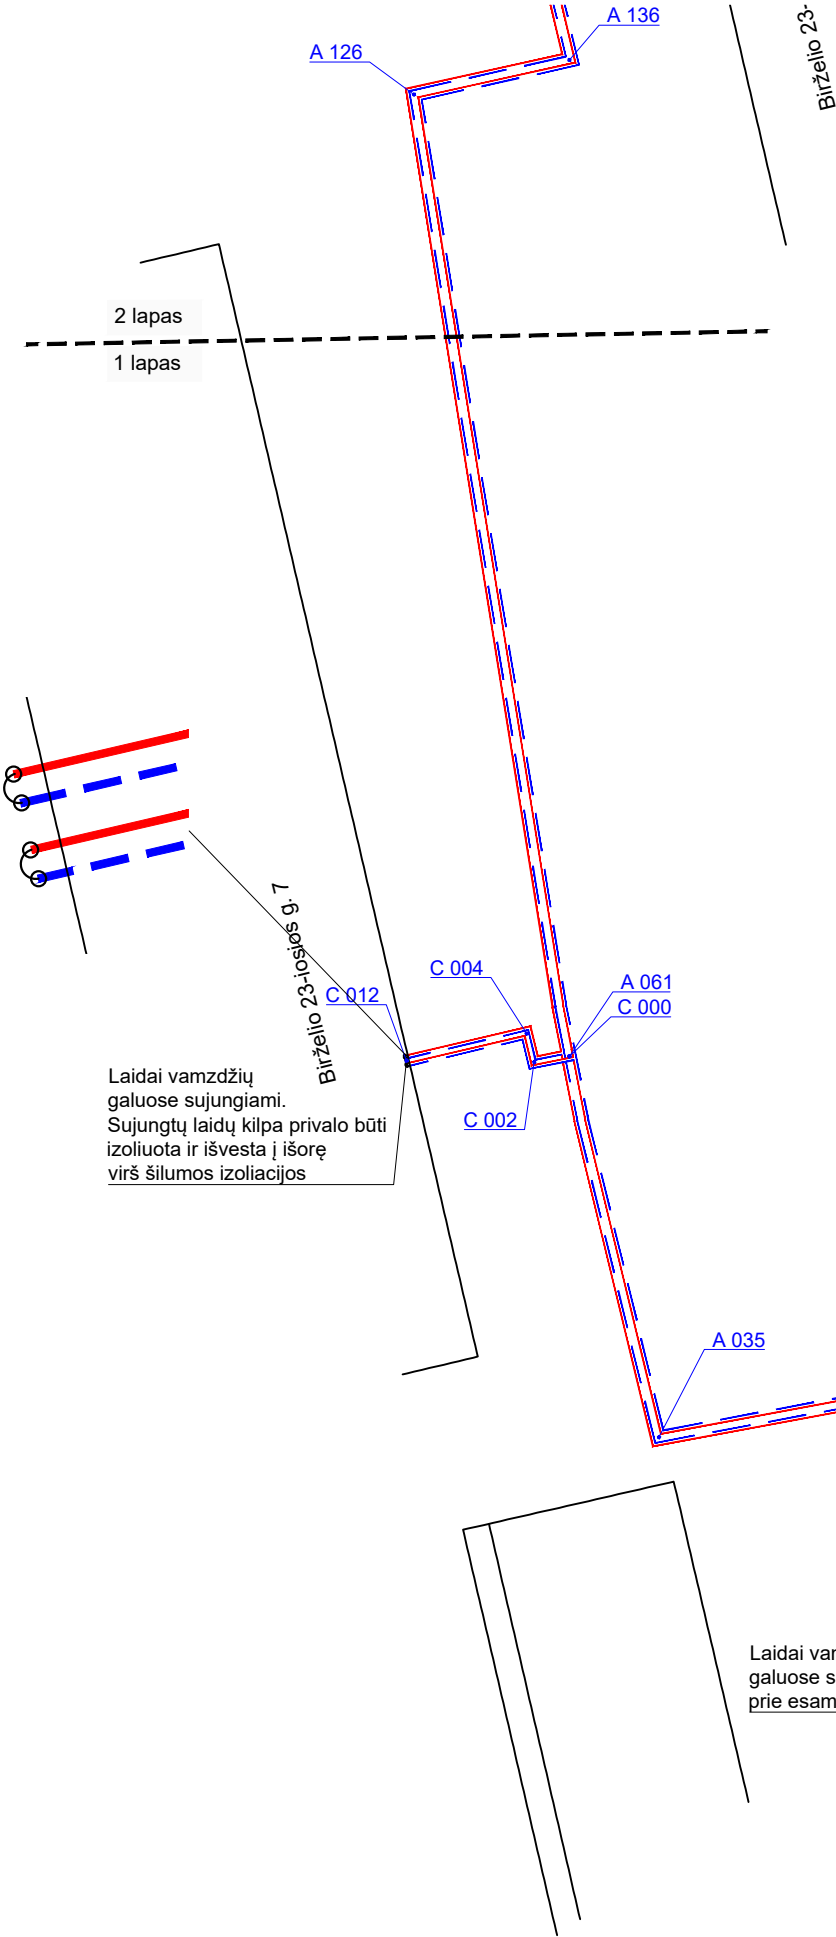 A 136
A 126
Birželio 23-
2 lapas
1 lapas
Birželio 23-iosios g. 7
C 004
A 061
C 012
C 000
Laidai vamzdžių
galuose sujungiami.
Sujungtų laidų kilpa privalo būti
izoliuota ir išvesta į išorę
virš šilumos izoliacijos
C 002
A 035
Laidai
galuose s
prie esam